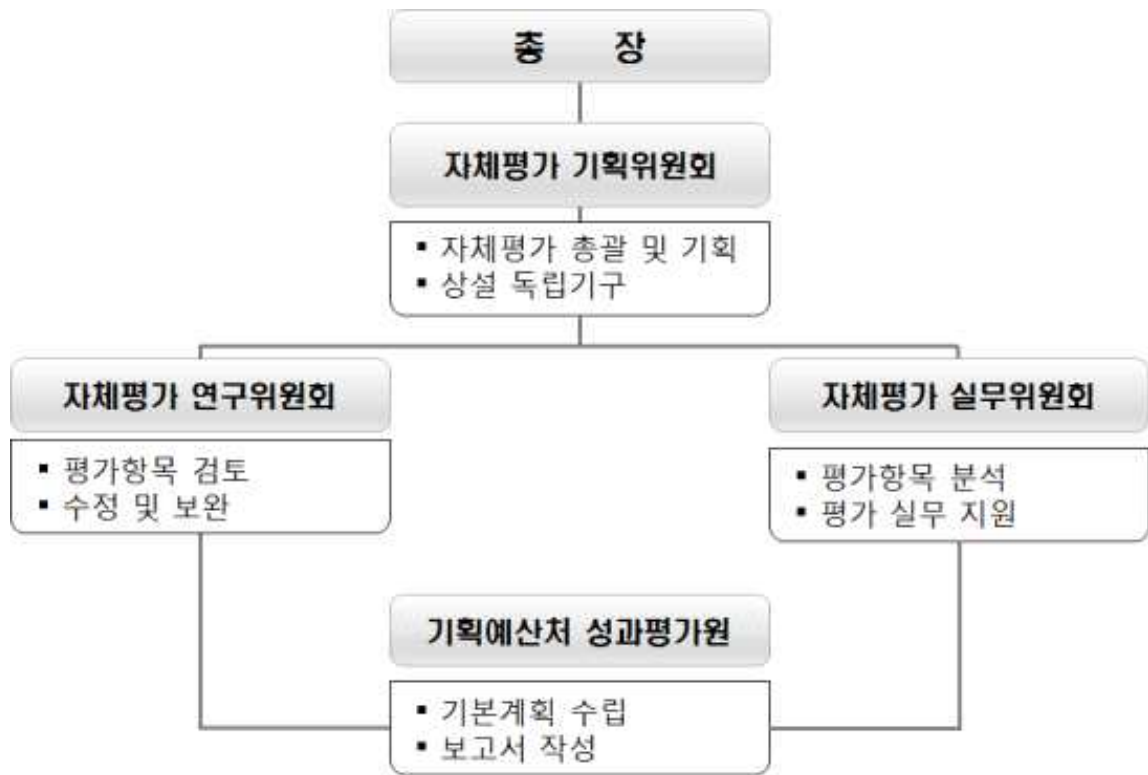 총 장
자체평가 기획위원회
▪ 자체평가 총괄 및 기획
▪ 상설 독립기구
자체평가 연구위원회
▪ 평가항목 검토
▪ 수정 및 보완
자체평가 실무위원회
▪ 평가항목 분석
▪ 평가 실무 지원
기획예산처 성과평가원
▪ 기본계획 수립
▪ 보고서 작성